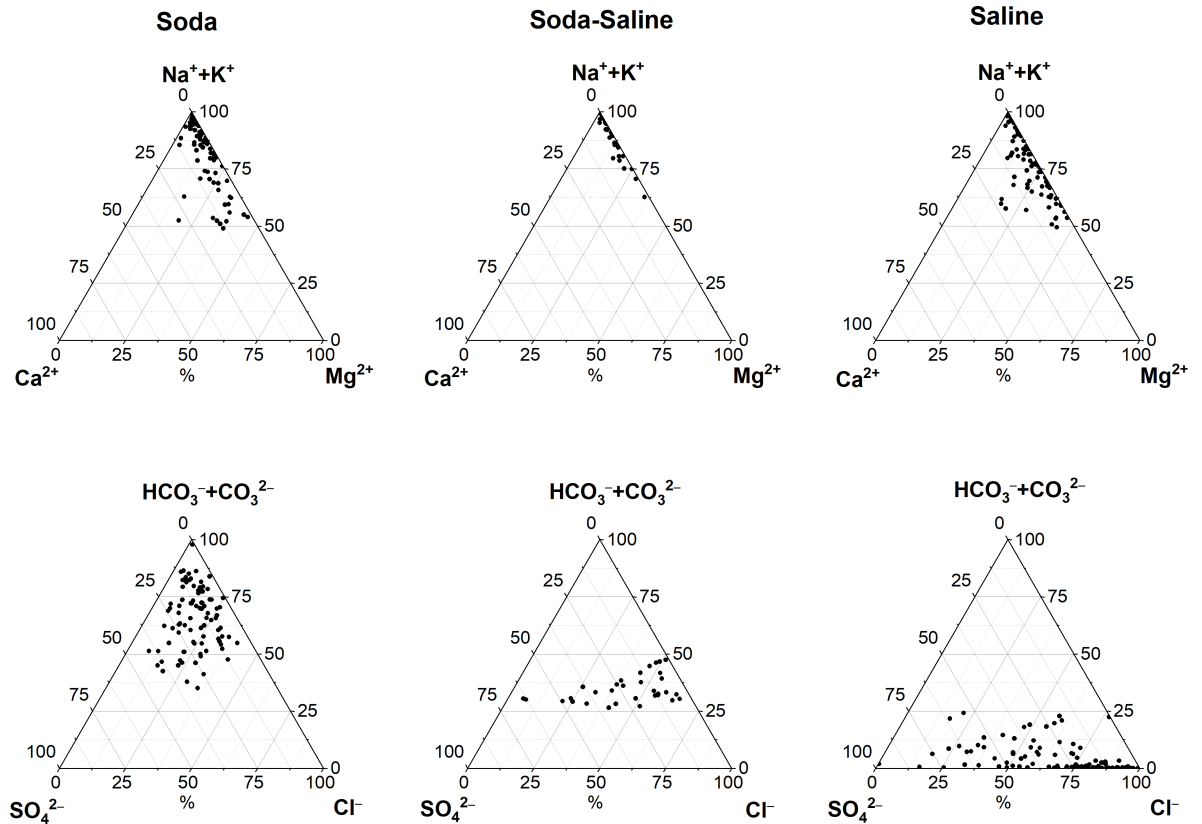 Soda Soda-Saline Saline
Na⁺+K⁺ Na⁺+K⁺ Na⁺+K⁺
0 0 0
100 100 100
25 25 25
75 75 75
50 50 50
50 50 50
75 75 75
25 25 25
100 100 100
0 0 0
0 25 50 75 100 0 25 50 75 100 0 25 50 75 100
Ca²⁺ % Mg²⁺ Ca²⁺ % Mg²⁺ Ca²⁺ % Mg²⁺
HCO₃⁻+CO₃²⁻ HCO₃⁻+CO₃²⁻ HCO₃⁻+CO₃²⁻
0 0 0
100 100 100
25 25 25
75 75 75
50 50 50
50 50 50
75 75 75
25 25 25
100 100 100
0 0 0
0 25 50 75 100 0 25 50 75 100 0 25 50 75 100
SO₄²⁻ % Cl⁻ SO₄²⁻ % Cl⁻ SO₄²⁻ % Cl⁻